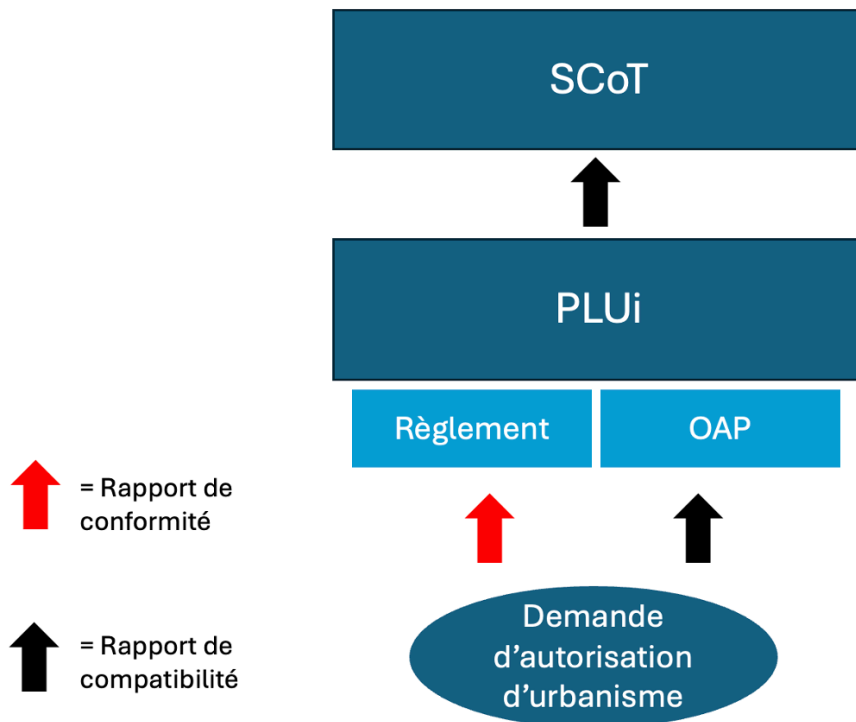 SCoT
PLUi
Règlement
OAP
= Rapport de
conformité
= Rapport de
compatibilité
Demande
d’autorisation
d’urbanisme